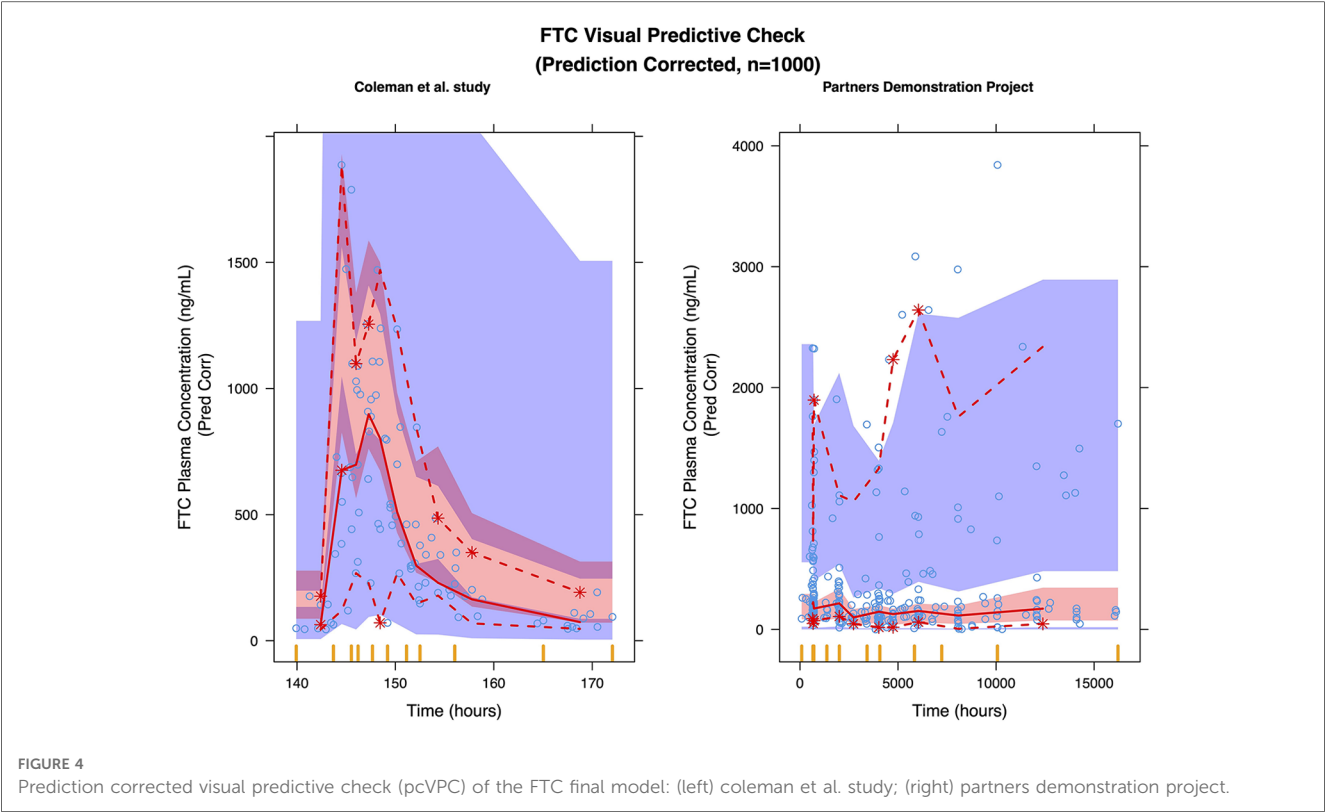 FTC Visual Predictive Check
(Prediction Corrected, n=1000)
Coleman et al. study
Partners Demonstration Project
FTC Plasma Concentration (ng/mL)
(Pred Corr)
1500
1000
500
0
140
150
160
170
Time (hours)
FTC Plasma Concentration (ng/mL)
(Pred Corr)
4000
3000
2000
1000
0
0
5000
10000
15000
Time (hours)
FIGURE 4
Prediction corrected visual predictive check (pcVPC) of the FTC final model: (left) coleman et al. study; (right) partners demonstration project.